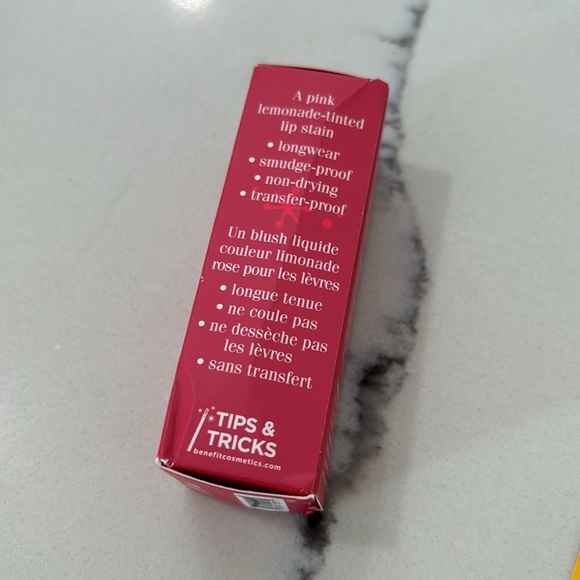 A pink
lemonade-tinted
lip stain
• longwear
• smudge-proof
• non-drying
• transfer-proof
Un blush liquide
couleur limonade
rose pour les lèvres
• longue tenue
• ne coule pas
• ne dessèche pas
les lèvres
• sans transfert
TIPS &
TRICKS
benefitcosmetics.com